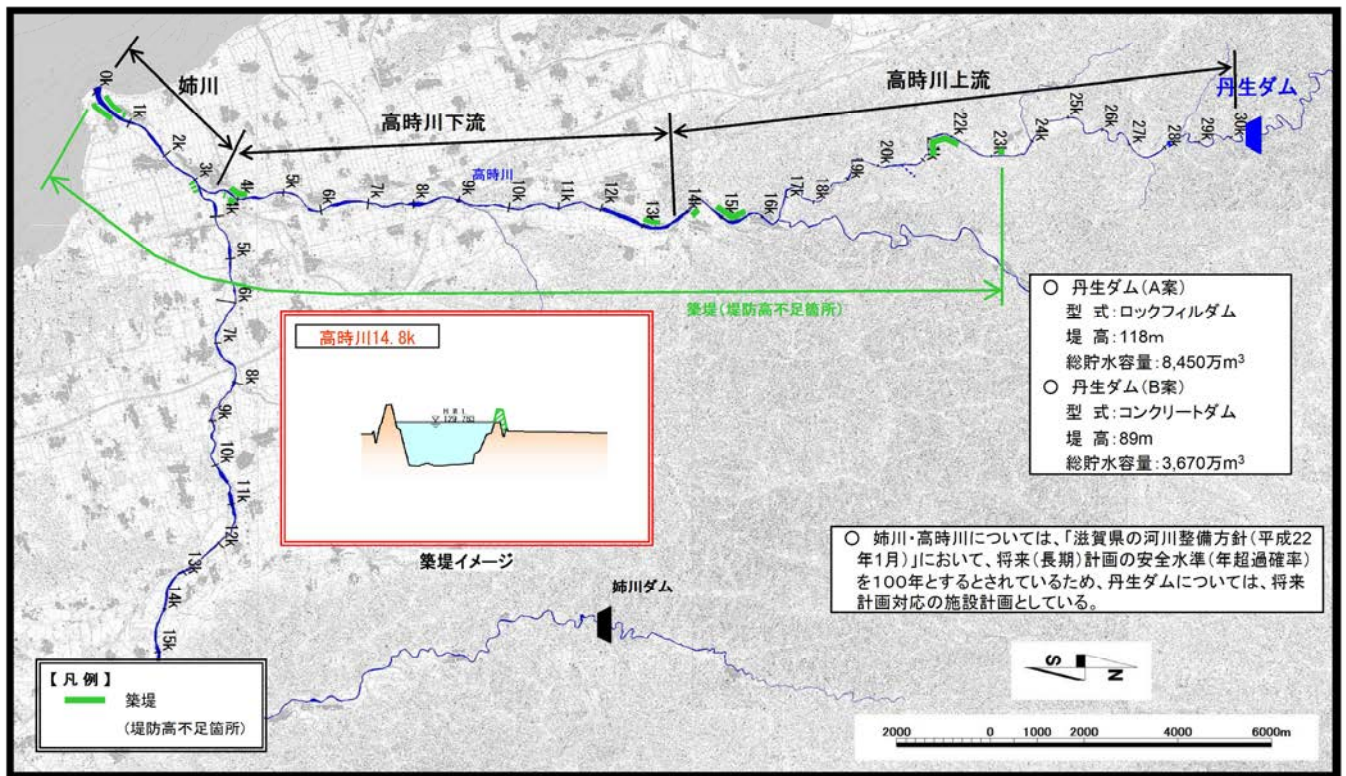 姉川
高時川下流
高時川上流
丹生ダム
0k
1k
2k
3k
4k
5k
6k
7k
8k
9k
10k
11k
12k
13k
14k
15k
16k
17k
18k
19k
20k
22k
23k
24k
25k
26k
27k
28k
29k
30k
高時川
4k
5k
6k
7k
8k
9k
10k
11k
12k
13k
14k
15k
築堤(堤防高不足箇所)
高時川14.8k
H W L
129.763
築堤イメージ
○ 丹生ダム(A案)
型 式:ロックフィルダム
堤 高:118m
総貯水容量:8,450万m³
○ 丹生ダム(B案)
型 式:コンクリートダム
堤 高:89m
総貯水容量:3,670万m³
○ 姉川・高時川については、「滋賀県の河川整備方針(平成22
年1月)」において、将来(長期)計画の安全水準(年超過確率)
を100年とするとされているため、丹生ダムについては、将来
計画対応の施設計画としている。
姉川ダム
【 凡 例 】
築堤
(堤防高不足箇所)
S
N
2000
0
1000
2000
4000
6000m